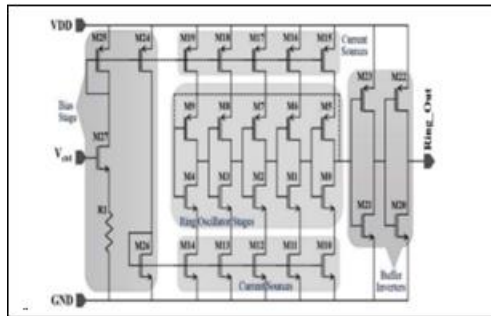 VDD
M25 M24 M19 M18 M17 M16 M15
Current
Sources
M23 M22
Bias
Stage
M9 M8 M7 M6 M5
M27
Vctrl
Ring_Out
M4 M3 M2 M1 M0
R1
M21 M20
Ring Oscillator Stages
M26 M14 M13 M12 M11 M10
Buffer
Inverters
Current Sources
GND